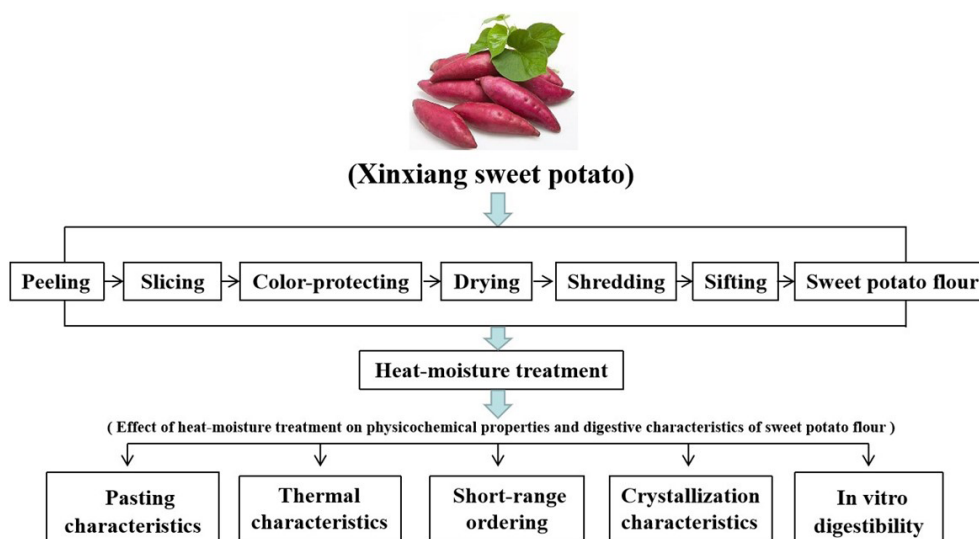 (Xinxiang sweet potato)
Peeling
Slicing
Color-protecting
Drying
Shredding
Sifting
Sweet potato flour
Heat-moisture treatment
( Effect of heat-moisture treatment on physicochemical properties and digestive characteristics of sweet potato flour )
Pasting
characteristics
Thermal
characteristics
Short-range
ordering
Crystallization
characteristics
In vitro
digestibility